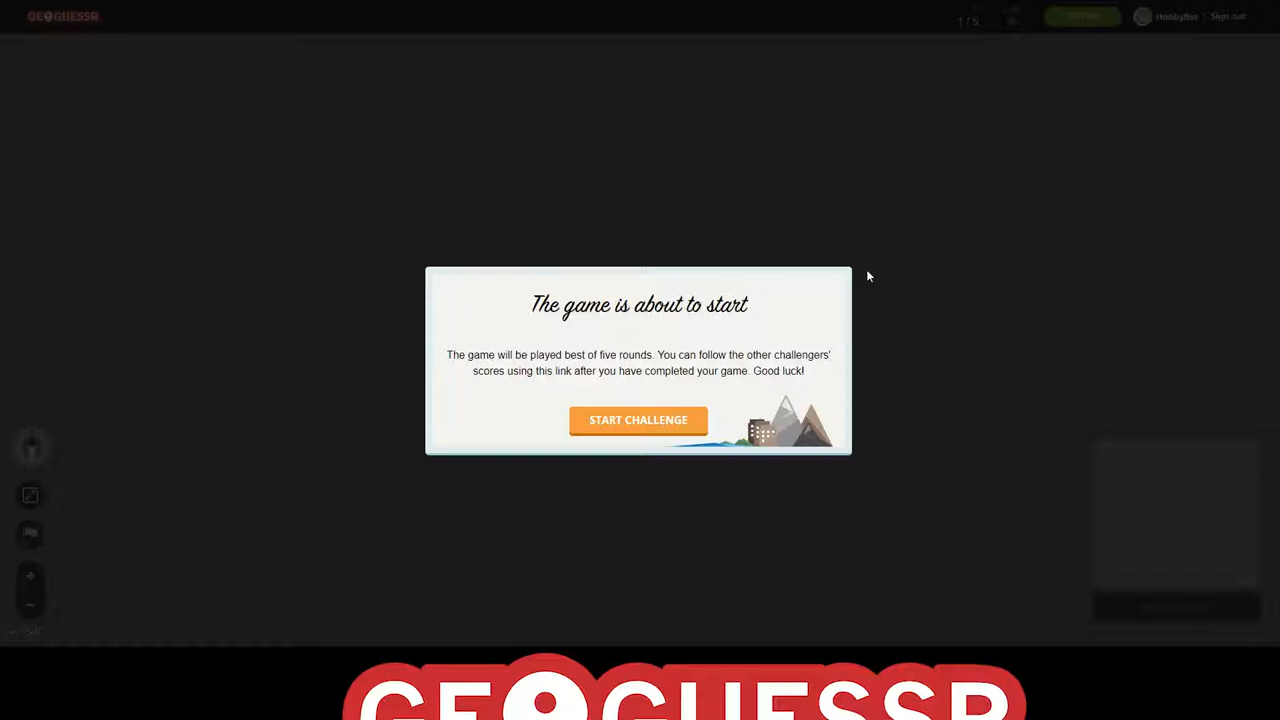 GEOGUESSR
1 / 5
Hoobyfiss
Sign out
The game is about to start
The game will be played best of five rounds. You can follow the other challengers'
scores using this link after you have completed your game. Good luck!
START CHALLENGE
GEOGUESSR